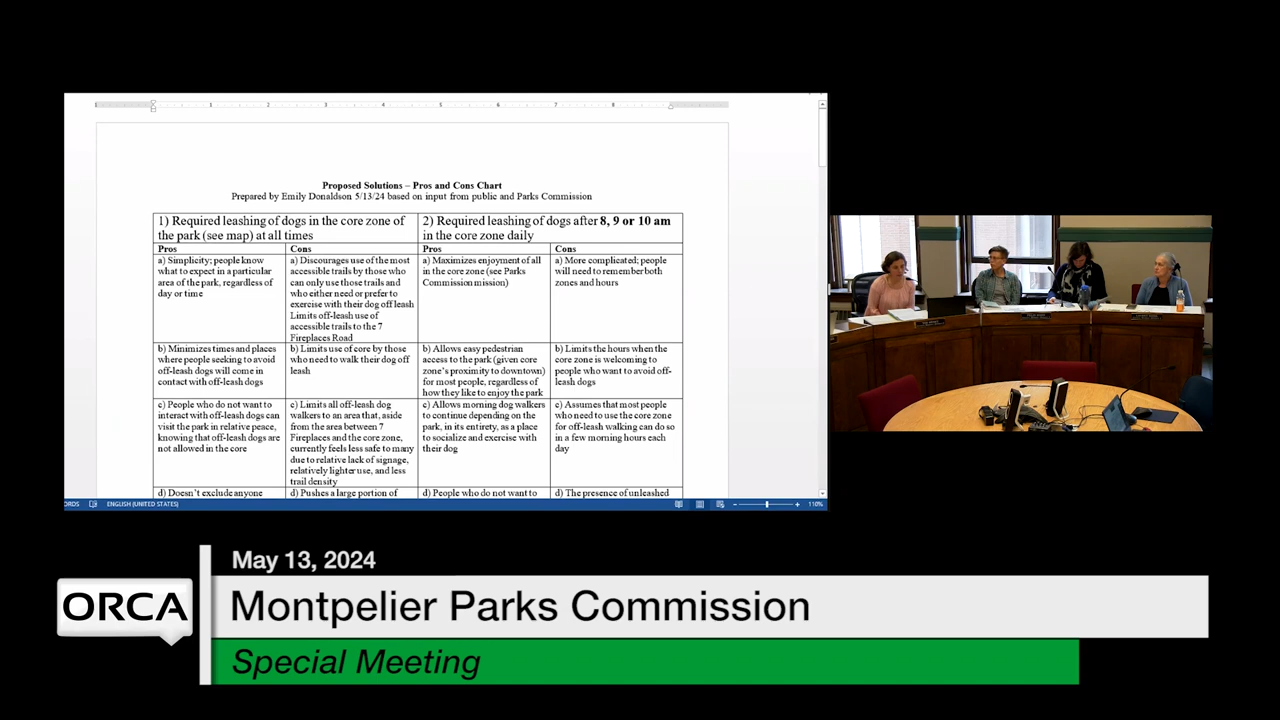 Proposed Solutions – Pros and Cons Chart
Prepared by Emily Donaldson 5/13/24 based on input from public and Parks Commission
1) Required leashing of dogs in the core zone of
the park (see map) at all times
2) Required leashing of dogs after 8, 9 or 10 am
in the core zone daily
Pros
Cons
Pros
Cons
a) Simplicity; people know
what to expect in a particular
area of the park, regardless of
day or time
a) Discourages use of the most
accessible trails by those who
can only use those trails and
who either need or prefer to
exercise with their dog off leash
Limits off-leash use of
accessible trails to the 7
Fireplaces Road
a) Maximizes enjoyment of all
in the core zone (see Parks
Commission mission)
a) More complicated; people
will need to remember both
zones and hours
b) Minimizes times and places
where people seeking to avoid
off-leash dogs will come in
contact with off-leash dogs
b) Limits use of core by those
who need to walk their dog off
leash
b) Allows easy pedestrian
access to the park (given core
zone's proximity to downtown)
for most people, regardless of
how they like to enjoy the park
b) Limits the hours when the
core zone is welcoming to
people who want to avoid off-
leash dogs
c) People who do not want to
interact with off-leash dogs can
visit the park in relative peace,
knowing that off-leash dogs are
not allowed in the core
c) Limits all off-leash dog
walkers to an area that, aside
from the area between 7
Fireplaces and the core zone,
currently feels less safe to many
due to relative lack of signage,
relatively lighter use, and less
trail density
c) Allows morning dog walkers
to continue depending on the
park, in its entirety, as a place
to socialize and exercise with
their dog
c) Assumes that most people
who need to use the core zone
for off-leash walking can do so
in a few morning hours each
day
d) Doesn't exclude anyone
d) Pushes a large portion of
d) People who do not want to
d) The presence of unleashed
ORDS
ENGLISH (UNITED STATES)
110%
May 13, 2024
ORCA
Montpelier Parks Commission
Special Meeting